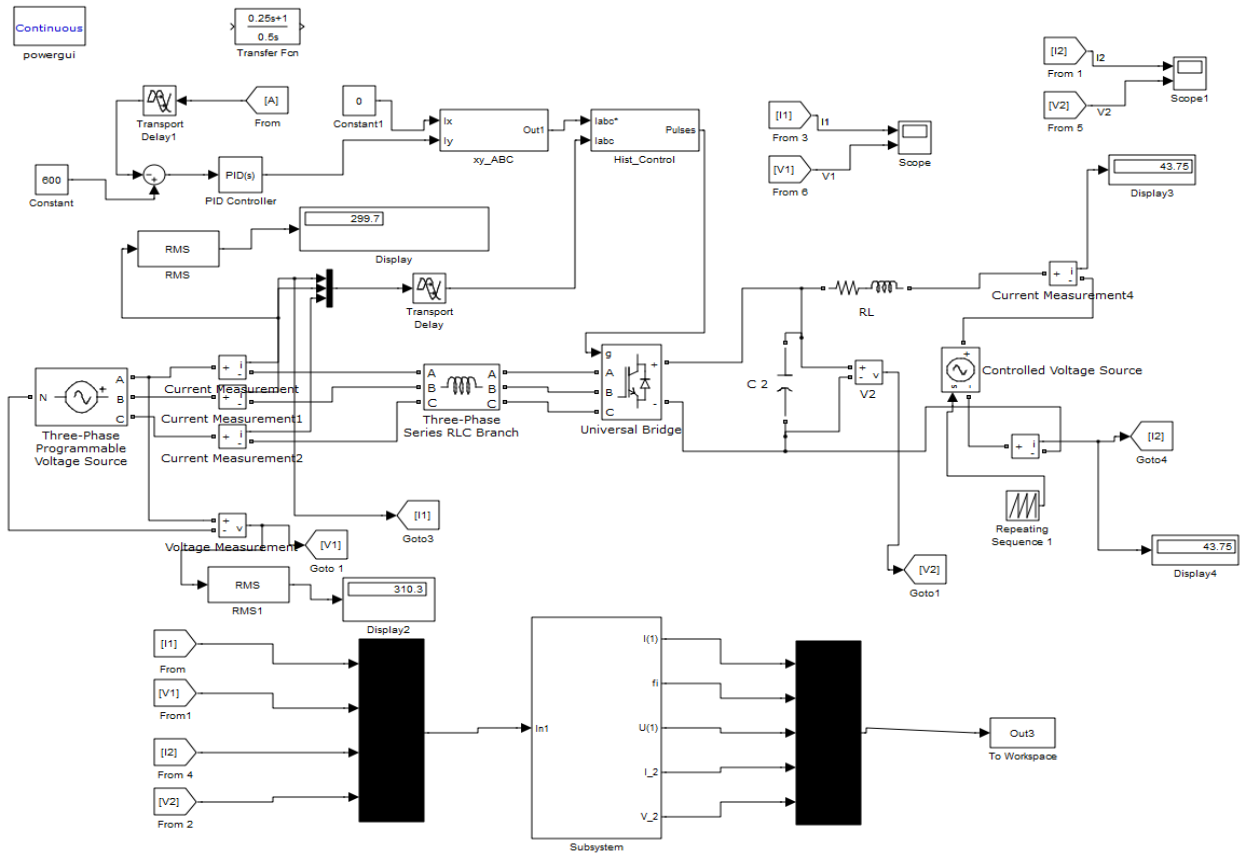 Continuous
powergui
0.25s+1
0.5s
Transfer Fcn
[I2]
From 1
I2
Scope1
[V2]
From 5
V2
[A]
From
Transport
Delay1
0
Constant1
Ix
Iy
Out1
xy_ABC
Iabc*
Iabc
Pulses
Hist_Control
[I1]
From 3
I1
Scope
[V1]
From 6
V1
43.75
Display3
600
Constant
PID(s)
PID Controller
299.7
Display
RMS
RMS
Transport
Delay
RL
i
+
-
Current Measurement4
A
B
C
N
+
Three-Phase
Programmable
Voltage Source
+
i
-
Current Measurement
+
i
-
Current Measurement1
+
i
-
Current Measurement2
A
B
C
A
B
C
Three-Phase
Series RLC Branch
g
A
B
C
+
-
Universal Bridge
C 2
+
-
v
V2
+
-
s
Controlled Voltage Source
+
i
-
[I2]
Goto4
Repeating
Sequence 1
43.75
Display4
[I1]
Goto3
+
-
v
Voltage Measurement
[V1]
Goto 1
RMS
RMS1
310.3
Display2
[V2]
Goto1
[I1]
From
[V1]
From1
[I2]
From 4
[V2]
From 2
In1
I(1)
fi
U(1)
I_2
V_2
Subsystem
Out3
To Workspace